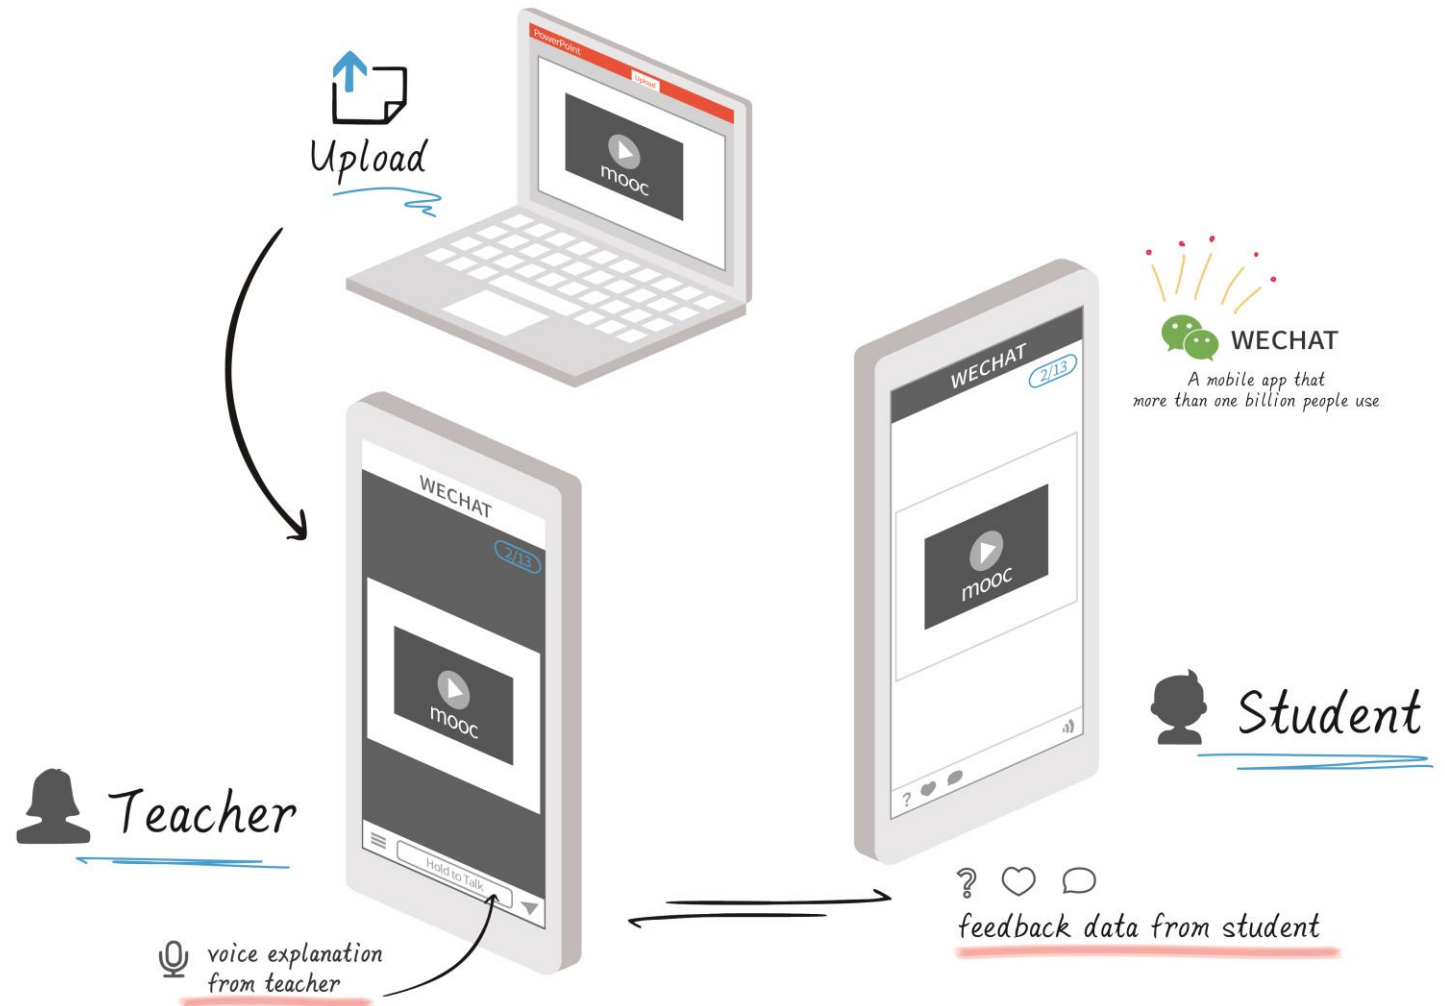 PowerPoint
Upload
mooc
Upload
WECHAT
2/13
mooc
Hold to Talk
Teacher
voice explanation
from teacher
WECHAT
2/13
mooc
?
WECHAT
A mobile app that
more than one billion people use
Student
?
feedback data from student